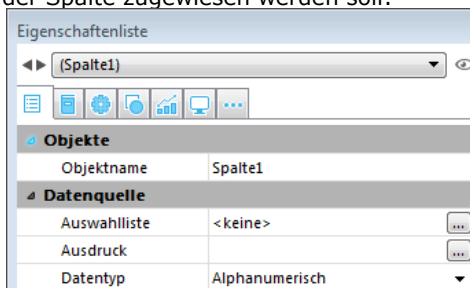 der Spalte zugewiesen werden soll.
Eigenschaftenliste
(Spalte1)
Objekte
Objektname Spalte1
Datenquelle
Auswahlliste <keine>
Ausdruck
Datentyp Alphanumerisch